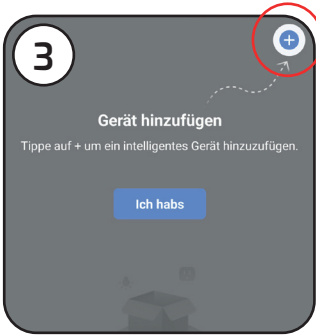 3
+
Gerät hinzufügen
Tippe auf + um ein intelligentes Gerät hinzuzufügen.
Ich habs